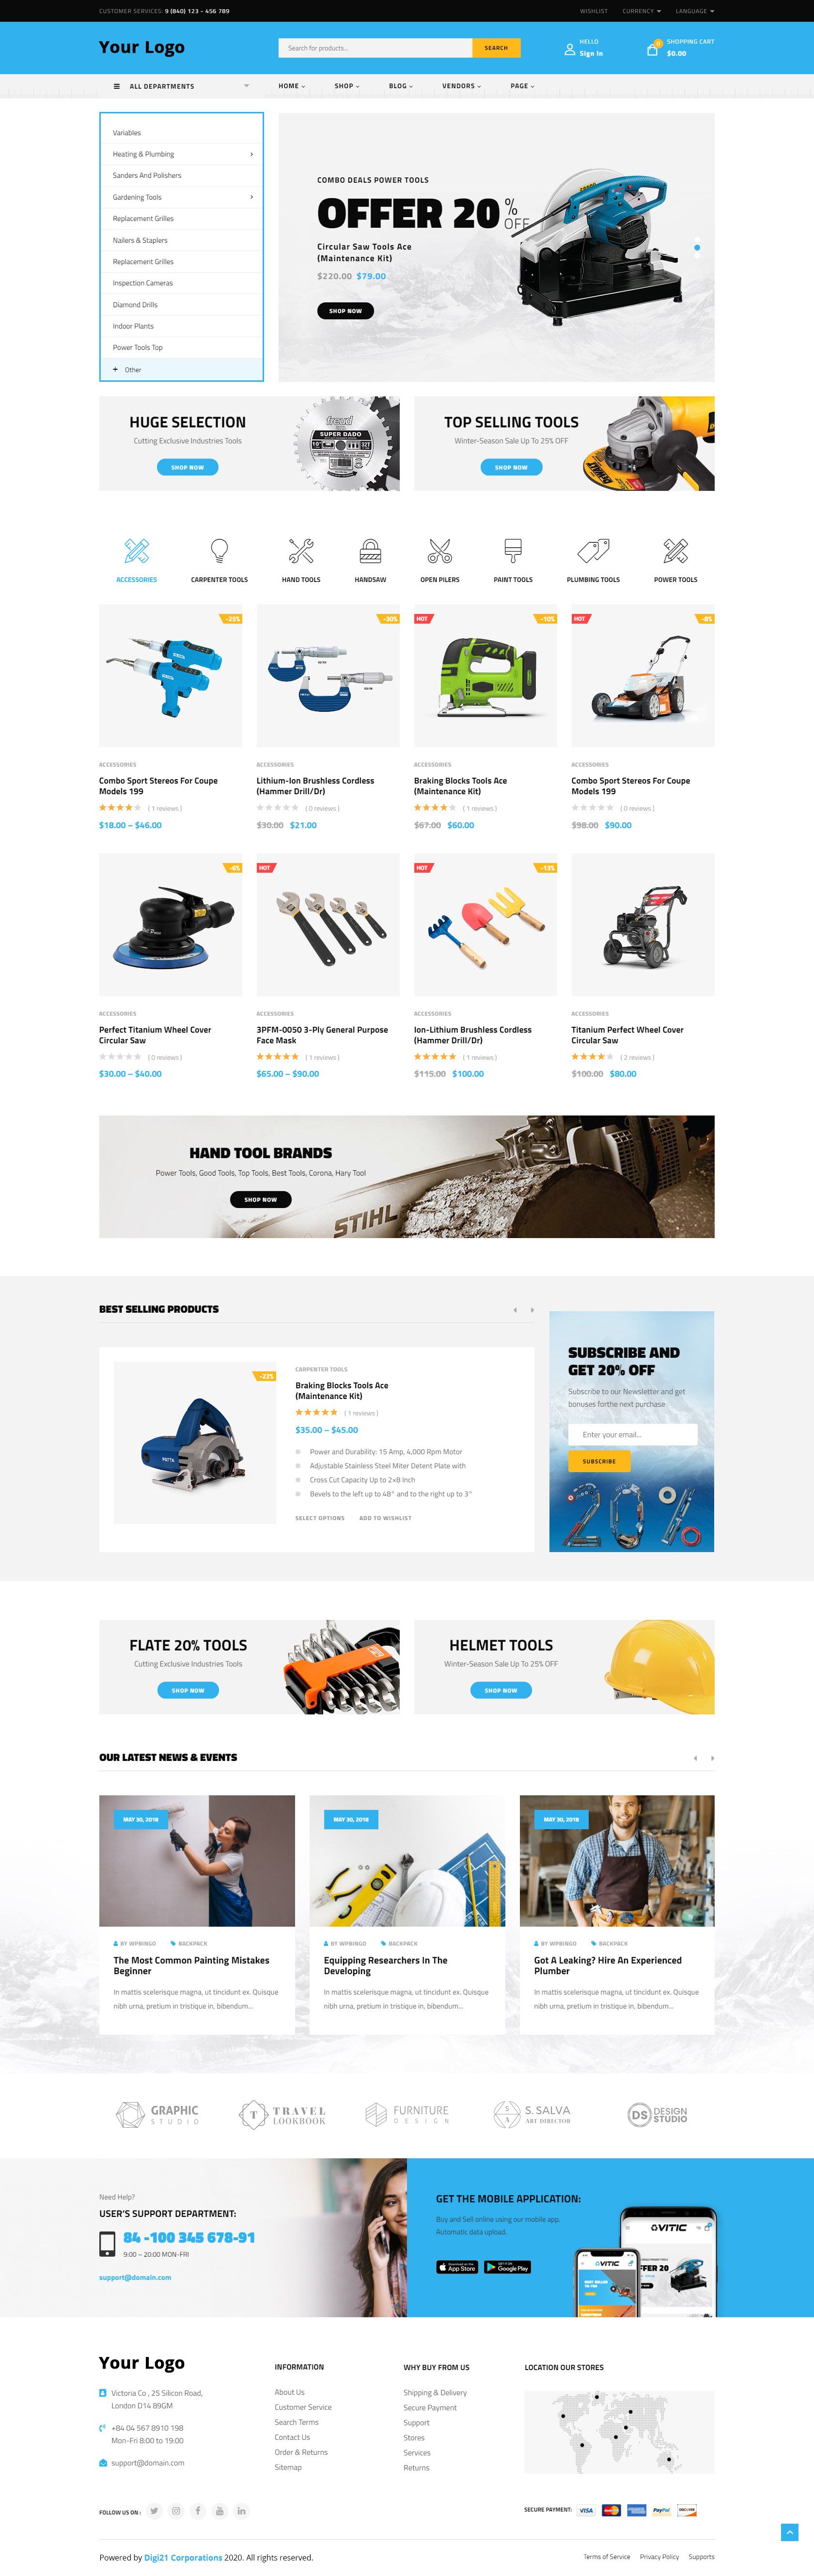 CUSTOMER SERVICES: 9 (840) 123 - 456 789
WISHLIST CURRENCY LANGUAGE
Your Logo
Search for products...
SEARCH
HELLO
Sign In
0
SHOPPING CART
$0.00
ALL DEPARTMENTS
HOME SHOP BLOG VENDORS PAGE
Variables
Heating & Plumbing
Sanders And Polishers
Gardening Tools
Replacement Grilles
Nailers & Staplers
Replacement Grilles
Inspection Cameras
Diamond Drills
Indoor Plants
Power Tools Top
+ Other
COMBO DEALS POWER TOOLS
OFFER 20 % OFF
Circular Saw Tools Ace
(Maintenance Kit)
$220.00 $79.00
SHOP NOW
HUGE SELECTION
Cutting Exclusive Industries Tools
SHOP NOW
freud
SUPER DADO
TOP SELLING TOOLS
Winter-Season Sale Up To 25% OFF
SHOP NOW
DEWALT
ACCESSORIES
CARPENTER TOOLS
HAND TOOLS
HANDSAW
OPEN PILERS
PAINT TOOLS
PLUMBING TOOLS
POWER TOOLS
-25%
-30%
HOT
-10%
HOT
-8%
ACCESSORIES
Combo Sport Stereos For Coupe
Models 199
( 1 reviews )
$18.00 – $46.00
ACCESSORIES
Lithium-Ion Brushless Cordless
(Hammer Drill/Dr)
( 0 reviews )
$30.00 $21.00
ACCESSORIES
Braking Blocks Tools Ace
(Maintenance Kit)
( 1 reviews )
$67.00 $60.00
ACCESSORIES
Combo Sport Stereos For Coupe
Models 199
( 0 reviews )
$98.00 $90.00
-6%
HOT
HOT
-13%
ACCESSORIES
Perfect Titanium Wheel Cover
Circular Saw
( 0 reviews )
$30.00 – $40.00
ACCESSORIES
3PFM-0050 3-Ply General Purpose
Face Mask
( 1 reviews )
$65.00 – $90.00
ACCESSORIES
Ion-Lithium Brushless Cordless
(Hammer Drill/Dr)
( 1 reviews )
$115.00 $100.00
ACCESSORIES
Titanium Perfect Wheel Cover
Circular Saw
( 2 reviews )
$100.00 $80.00
HAND TOOL BRANDS
Power Tools, Good Tools, Top Tools, Best Tools, Corona, Hary Tool
SHOP NOW
STIHL
BEST SELLING PRODUCTS
-22%
CARPENTER TOOLS
Braking Blocks Tools Ace
(Maintenance Kit)
( 1 reviews )
$35.00 – $45.00
Power and Durability: 15 Amp, 4,000 Rpm Motor
Adjustable Stainless Steel Miter Detent Plate with
Cross Cut Capacity Up to 2×8 Inch
Bevels to the left up to 48° and to the right up to 3°
SELECT OPTIONS ADD TO WISHLIST
SUBSCRIBE AND
GET 20% OFF
Subscribe to our Newsletter and get
bonuses forthe next purchase
Enter your email...
SUBSCRIBE
FLATE 20% TOOLS
Cutting Exclusive Industries Tools
SHOP NOW
HELMET TOOLS
Winter-Season Sale Up To 25% OFF
SHOP NOW
OUR LATEST NEWS & EVENTS
MAY 30, 2018
MAY 30, 2018
MAY 30, 2018
BY WPBINGO BACKPACK
The Most Common Painting Mistakes
Beginner
In mattis scelerisque magna, ut tincidunt ex. Quisque
nibh urna, pretium in tristique in, bibendum...
BY WPBINGO BACKPACK
Equipping Researchers In The
Developing
In mattis scelerisque magna, ut tincidunt ex. Quisque
nibh urna, pretium in tristique in, bibendum...
BY WPBINGO BACKPACK
Got A Leaking? Hire An Experienced
Plumber
In mattis scelerisque magna, ut tincidunt ex. Quisque
nibh urna, pretium in tristique in, bibendum...
GRAPHIC
STUDIO
T
TRAVEL
LOOKBOOK
FURNITURE
DESIGN
S
A
S. SALVA
ART DIRECTOR
DS
DESIGN
STUDIO
Need Help?
USER'S SUPPORT DEPARTMENT:
84 -100 345 678-91
9:00 – 20:00 MON-FRI
support@domain.com
GET THE MOBILE APPLICATION:
Buy and Sell online using our mobile app.
Automatic data upload.
Download on the
App Store
GET IT ON
Google Play
VITIC
VITIC
FFER 20
Your Logo
Victoria Co , 25 Silicon Road,
London D14 89GM
+84 04 567 8910 198
Mon-Fri 8:00 to 19:00
support@domain.com
INFORMATION
About Us
Customer Service
Search Terms
Contact Us
Order & Returns
Sitemap
WHY BUY FROM US
Shipping & Delivery
Secure Payment
Support
Stores
Services
Returns
LOCATION OUR STORES
FOLLOW US ON :
SECURE PAYMENT:
VISA
PayPal
DISCOVER
Powered by Digi21 Corporations 2020. All rights reserved.
Terms of Service Privacy Policy Supports